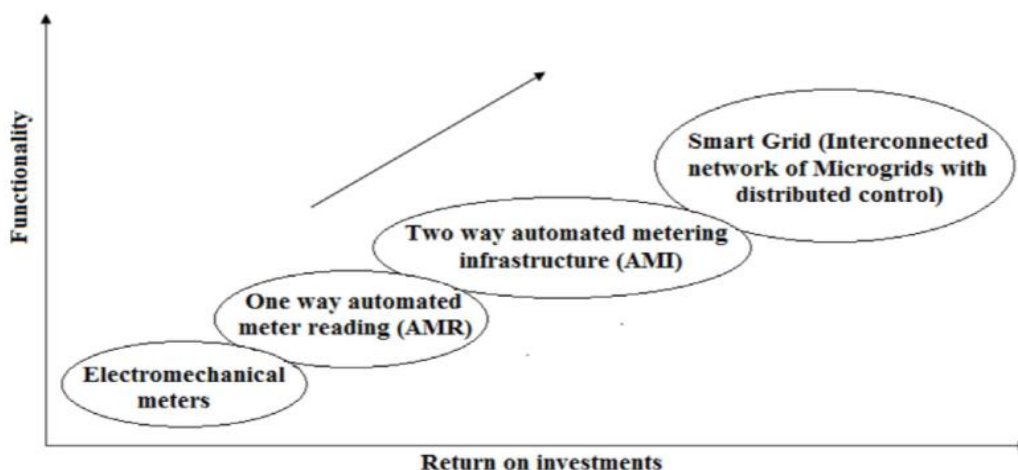 Functionality
Smart Grid (Interconnected
network of Microgrids with
distributed control)
Two way automated metering
infrastructure (AMI)
One way automated
meter reading (AMR)
Electromechanical
meters
Return on investments